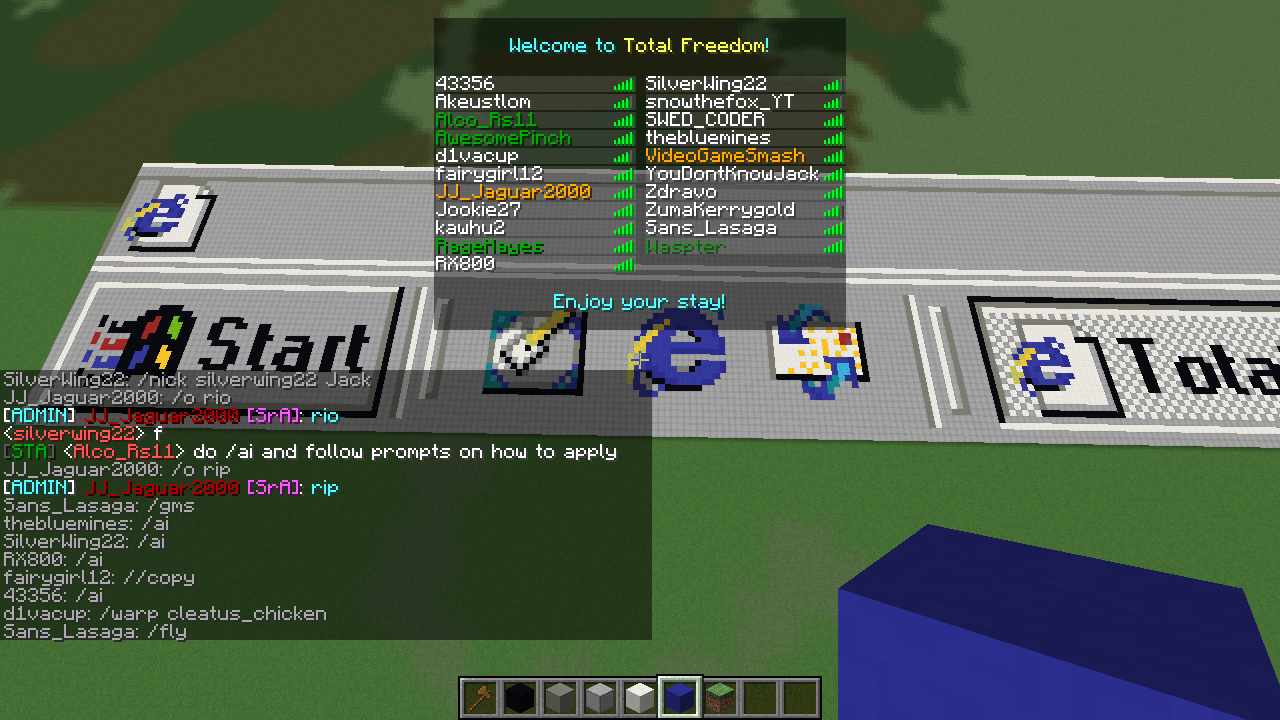 Welcome to Total Freedom!
43356 SilverWing22
Akeustlom snowthefox_YT
Alco_Rs11 SWED_CODER
AwesomePinch thebluemines
d1vacup VideoGameSmash
fairygirl12 YouDontKnowJack
JJ_Jaguar2000 Zdravo
Jookie27 ZumaKerrygold
kawhu2 Sans_Lasaga
RageHayes Waspter
RX800
Enjoy your stay!
Start
Tota
SilverWing22: /nick silverwing22 Jack
JJ_Jaguar2000: /o rio
[ADMIN] JJ_Jaguar2000 [SrA]: rio
<silverwing22> f
[STA] <Alco_Rs11> do /ai and follow prompts on how to apply
JJ_Jaguar2000: /o rip
[ADMIN] JJ_Jaguar2000 [SrA]: rip
Sans_Lasaga: /gms
thebluemines: /ai
SilverWing22: /ai
RX800: /ai
fairygirl12: //copy
43356: /ai
d1vacup: /warp cleatus_chicken
Sans_Lasaga: /fly